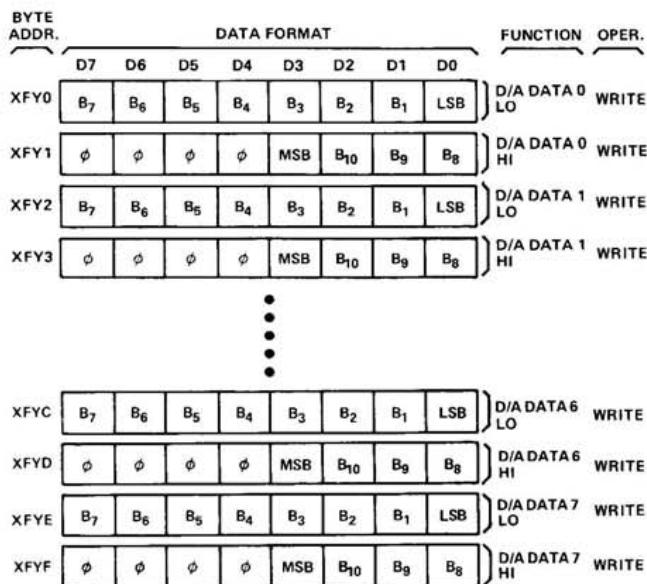 BYTE
ADDR. DATA FORMAT FUNCTION OPER.
D7 D6 D5 D4 D3 D2 D1 D0
XFY0 B7 B6 B5 B4 B3 B2 B1 LSB D/A DATA 0 LO WRITE
XFY1 φ φ φ φ MSB B10 B9 B8 D/A DATA 0 HI WRITE
XFY2 B7 B6 B5 B4 B3 B2 B1 LSB D/A DATA 1 LO WRITE
XFY3 φ φ φ φ MSB B10 B9 B8 D/A DATA 1 HI WRITE
XFYC B7 B6 B5 B4 B3 B2 B1 LSB D/A DATA 6 LO WRITE
XFYD φ φ φ φ MSB B10 B9 B8 D/A DATA 6 HI WRITE
XFYE B7 B6 B5 B4 B3 B2 B1 LSB D/A DATA 7 LO WRITE
XFYF φ φ φ φ MSB B10 B9 B8 D/A DATA 7 HI WRITE